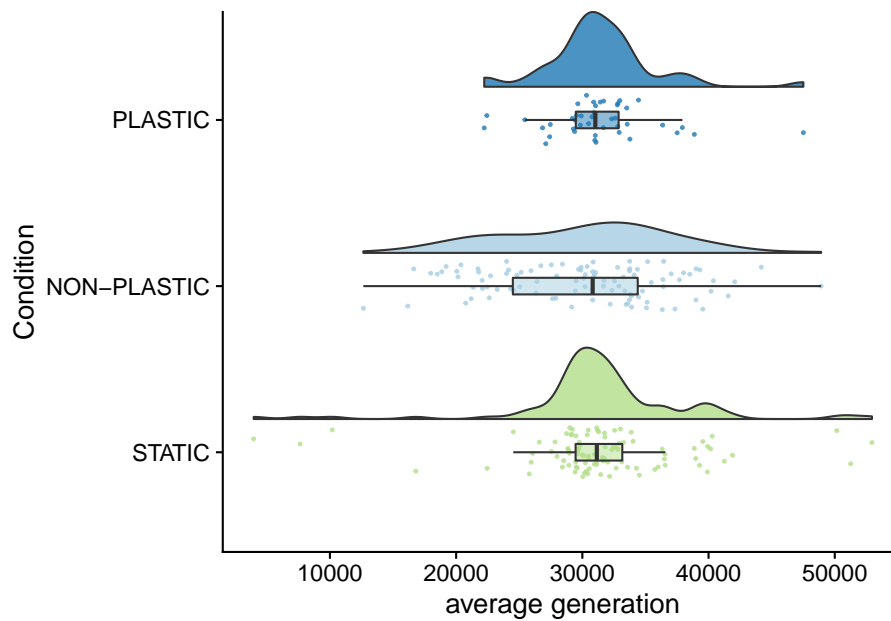 Condition
PLASTIC
NON−PLASTIC
STATIC
10000 20000 30000 40000 50000
average generation